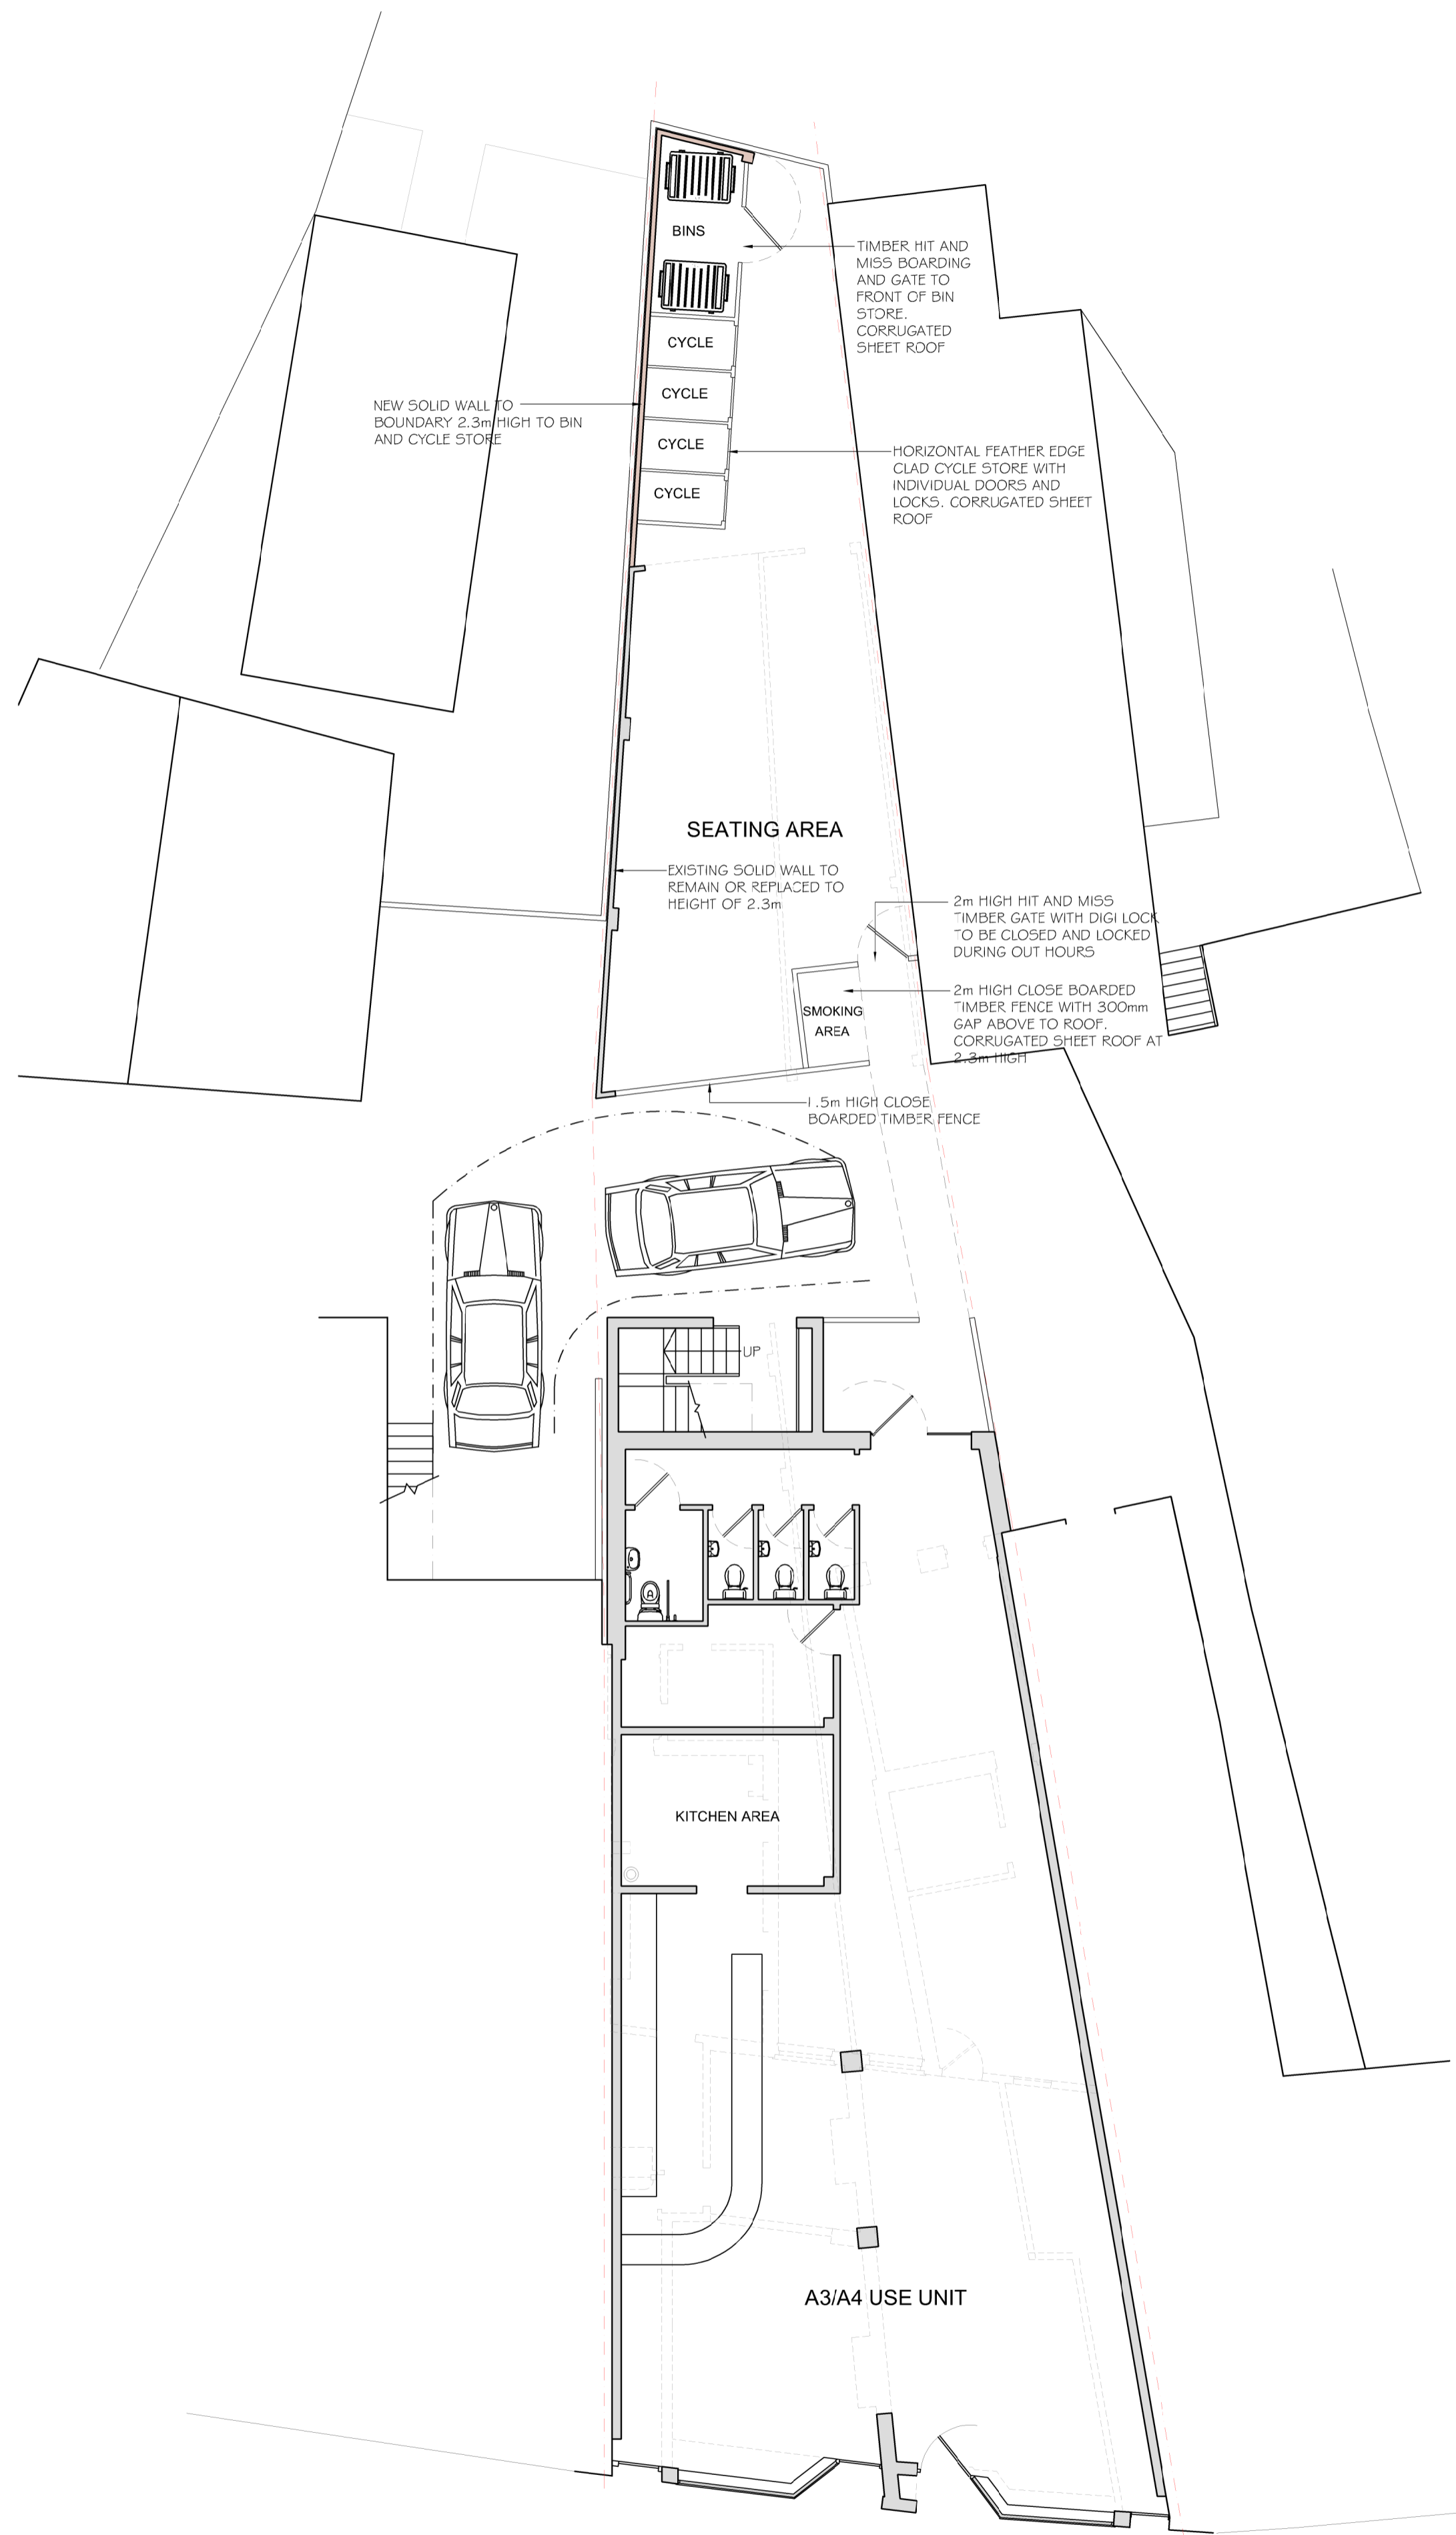 BINS
TIMBER HIT AND
MISS BOARDING
AND GATE TO
FRONT OF BIN
STORE.
CORRUGATED
SHEET ROOF
CYCLE
CYCLE
CYCLE
CYCLE
NEW SOLID WALL TO
BOUNDARY 2.3m HIGH TO BIN
AND CYCLE STORE
HORIZONTAL FEATHER EDGE
CLAD CYCLE STORE WITH
INDIVIDUAL DOORS AND
LOCKS. CORRUGATED SHEET
ROOF
SEATING AREA
EXISTING SOLID WALL TO
REMAIN OR REPLACED TO
HEIGHT OF 2.3m
2m HIGH HIT AND MISS
TIMBER GATE WITH DIGI LOCK
TO BE CLOSED AND LOCKED
DURING OUT HOURS
2m HIGH CLOSE BOARDED
TIMBER FENCE WITH 300mm
GAP ABOVE TO ROOF.
CORRUGATED SHEET ROOF AT
2.3m HIGH
SMOKING
AREA
1.5m HIGH CLOSE
BOARDED TIMBER FENCE
UP
KITCHEN AREA
A3/A4 USE UNIT